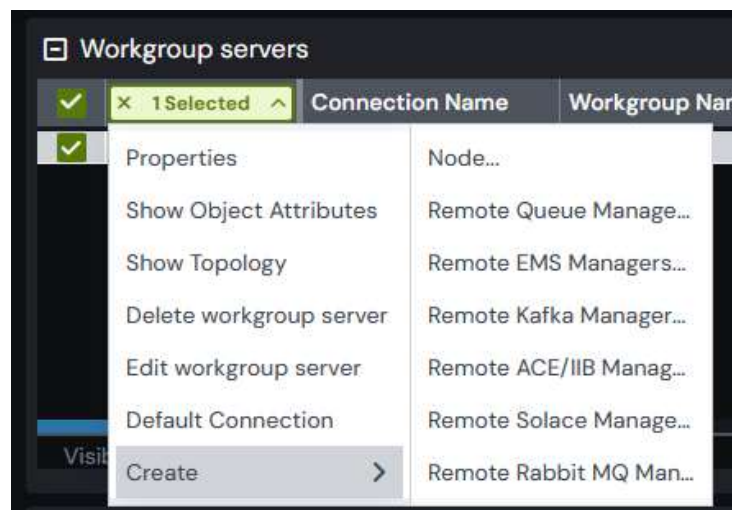 Workgroup servers
× 1 Selected Connection Name Workgroup Nar
Properties
Show Object Attributes
Show Topology
Delete workgroup server
Edit workgroup server
Default Connection
Visib
Create
Node...
Remote Queue Manage...
Remote EMS Managers...
Remote Kafka Manager...
Remote ACE/IIB Manag...
Remote Solace Manage...
Remote Rabbit MQ Man...